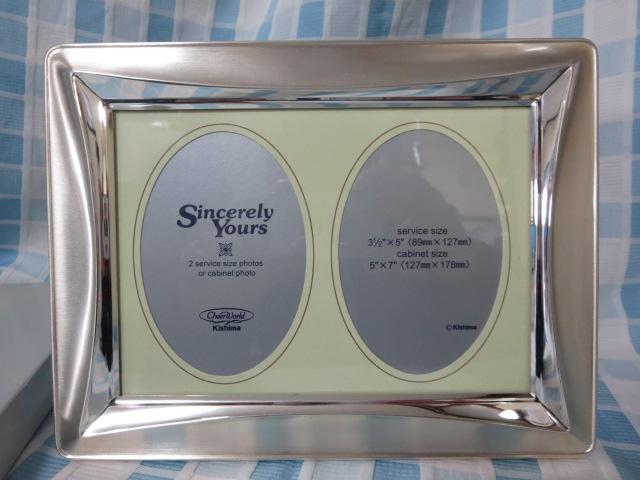 Sincerely
Yours
2 service size photos
or cabinet photo
CheerWorld
Kishima
service size
3½"×5"（89㎜×127㎜）
cabinet size
5"×7"（127㎜×178㎜）
©Kishima